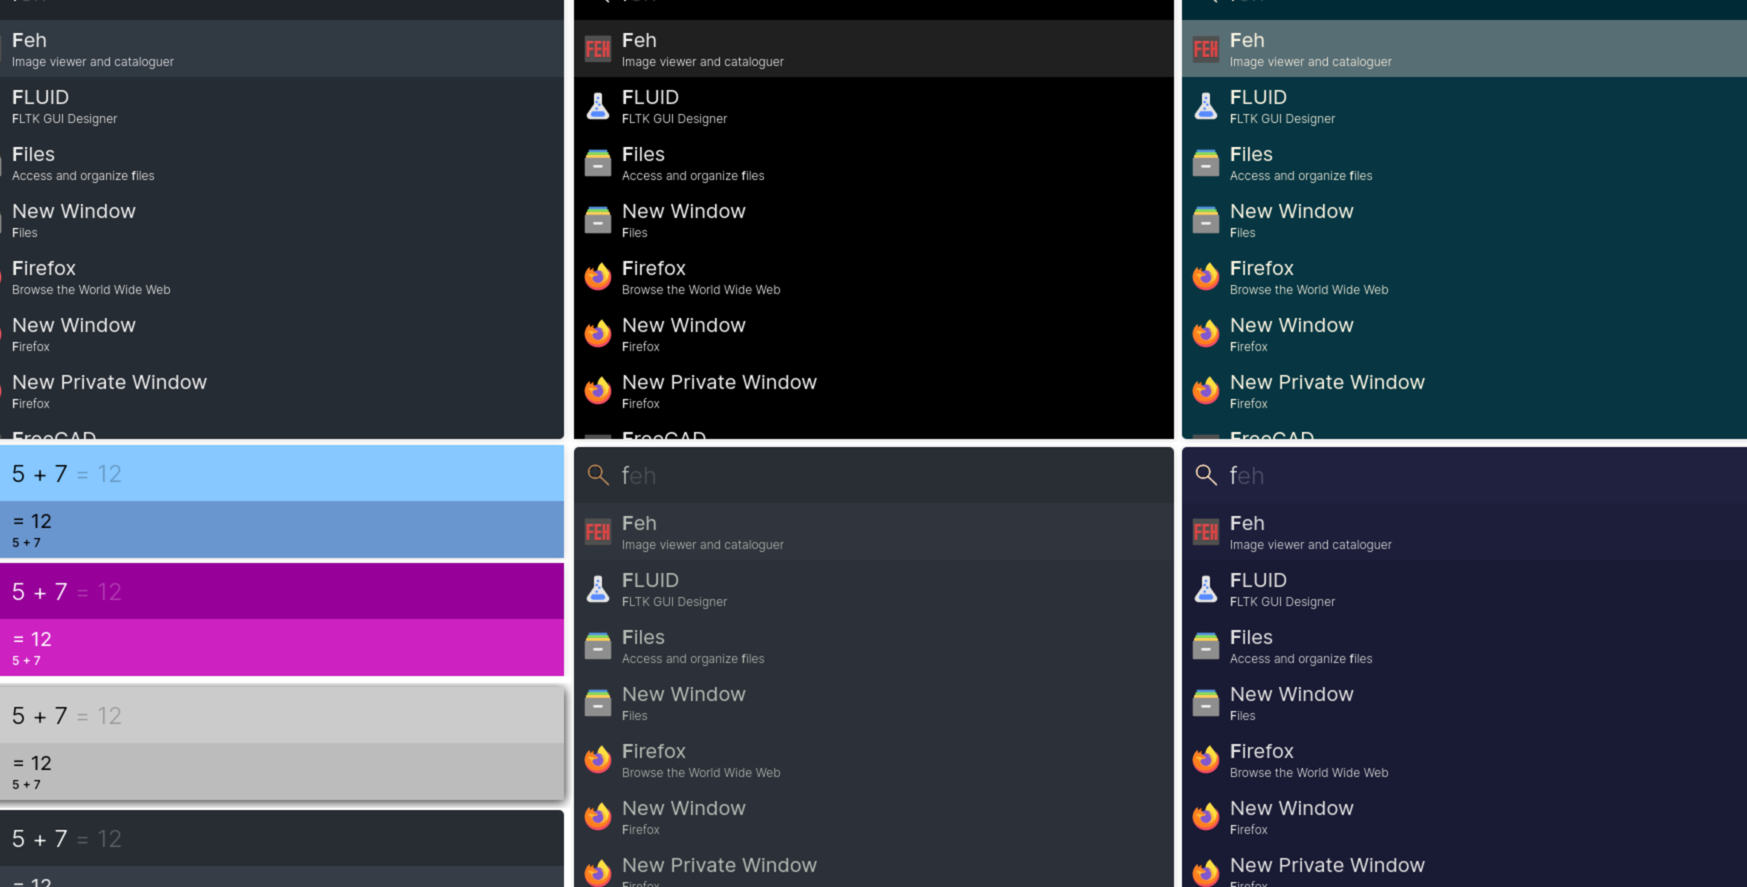 Feh
Image viewer and cataloguer
FLUID
FLTK GUI Designer
Files
Access and organize files
New Window
Files
Firefox
Browse the World Wide Web
New Window
Firefox
New Private Window
Firefox
FreeCAD
FEH
Feh
Image viewer and cataloguer
FLUID
FLTK GUI Designer
Files
Access and organize files
New Window
Files
Firefox
Browse the World Wide Web
New Window
Firefox
New Private Window
Firefox
FreeCAD
FEH
Feh
Image viewer and cataloguer
FLUID
FLTK GUI Designer
Files
Access and organize files
New Window
Files
Firefox
Browse the World Wide Web
New Window
Firefox
New Private Window
Firefox
FreeCAD
5 + 7 = 12
= 12
5 + 7
5 + 7 = 12
= 12
5 + 7
5 + 7 = 12
= 12
5 + 7
5 + 7 = 12
= 12
feh
FEH
Feh
Image viewer and cataloguer
FLUID
FLTK GUI Designer
Files
Access and organize files
New Window
Files
Firefox
Browse the World Wide Web
New Window
Firefox
New Private Window
Firefox
feh
FEH
Feh
Image viewer and cataloguer
FLUID
FLTK GUI Designer
Files
Access and organize files
New Window
Files
Firefox
Browse the World Wide Web
New Window
Firefox
New Private Window
Firefox